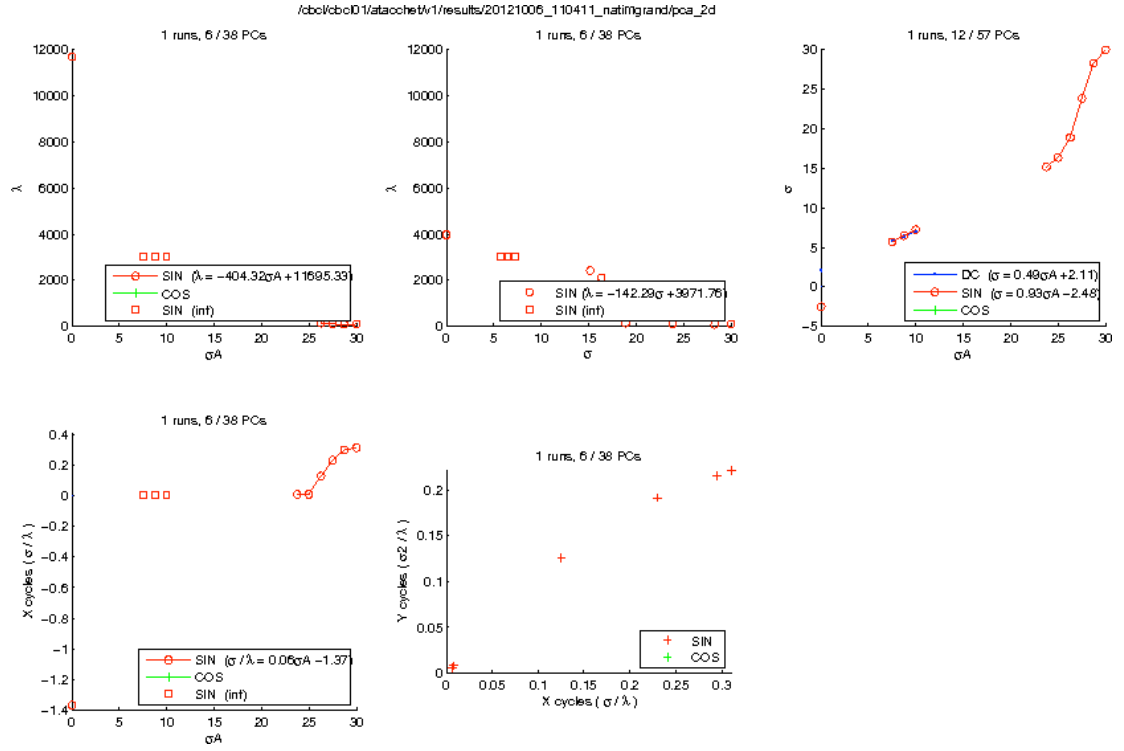 /cbcl/cbcl01/atacchet/v1/results/20121006_110411_natimgrand/pca_2d
1 runs, 6 / 38 PCs
12000
10000
8000
6000
4000
2000
0
λ
0 5 10 15 20 25 30
σA
SIN (λ = −404.32σA +11695.33)
COS
SIN (inf)
1 runs, 6 / 38 PCs
12000
10000
8000
6000
4000
2000
0
λ
0 5 10 15 20 25 30
σ
SIN (λ = −142.29σ +3971.76)
SIN (inf)
1 runs, 12 / 57 PCs
30
25
20
15
10
5
0
−5
σ
0 5 10 15 20 25 30
σA
DC (σ = 0.49σA +2.11)
SIN (σ = 0.93σA −2.48)
COS
1 runs, 6 / 38 PCs
0.4
0.2
0
−0.2
−0.4
−0.6
−0.8
−1
−1.2
−1.4
X cycles ( σ / λ )
0 5 10 15 20 25 30
σA
SIN (σ / λ = 0.06σA −1.37)
COS
SIN (inf)
1 runs, 6 / 38 PCs
0.2
0.15
0.1
0.05
0
Y cycles ( σ2 / λ )
0 0.05 0.1 0.15 0.2 0.25 0.3
X cycles ( σ / λ )
SIN
COS